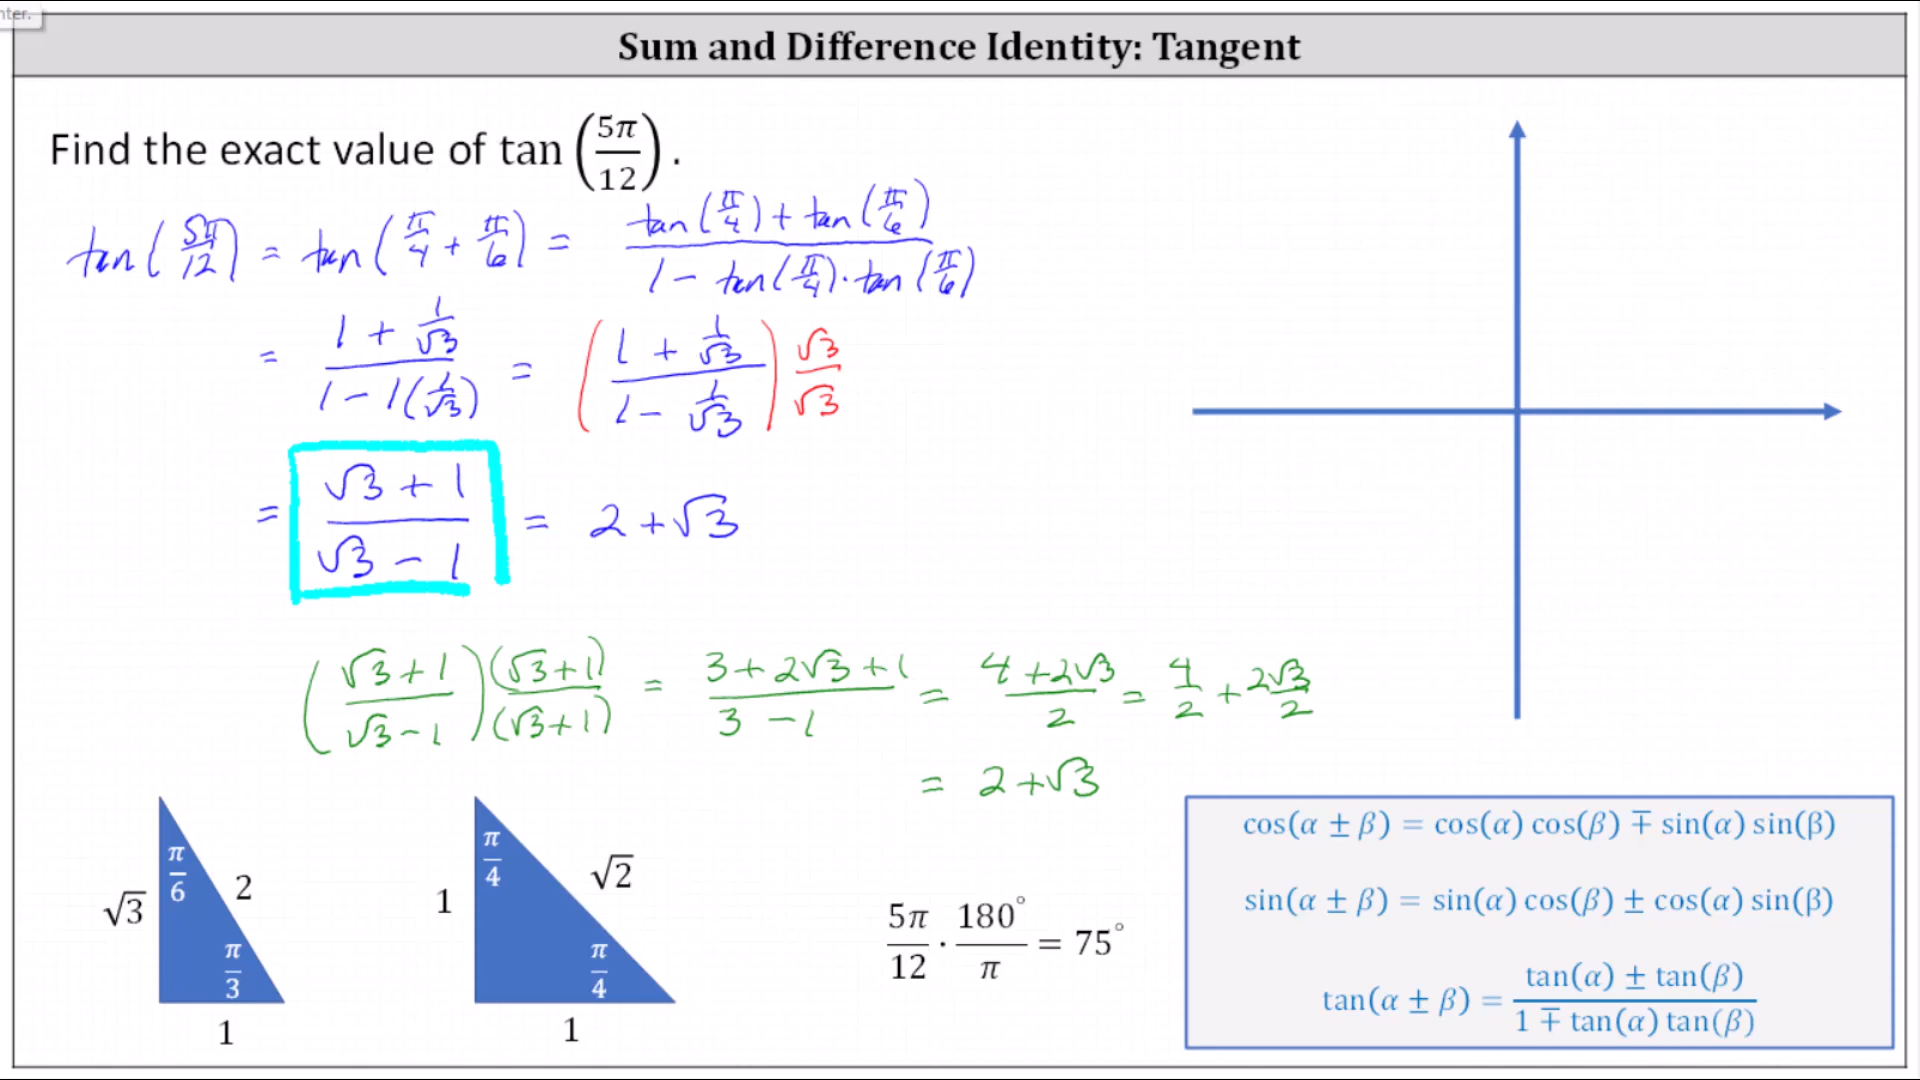 nter.
Sum and Difference Identity: Tangent
Find the exact value of tan (5π/12).
tan(5π/12) = tan(π/4 + π/6) = (tan(π/4) + tan(π/6))/(1 - tan(π/4)·tan(π/6))
= (1 + 1/√3)/(1 - 1(1/√3)) = ((1 + 1/√3)/(1 - 1/√3)) √3/√3
= (√3 + 1)/(√3 - 1) = 2 + √3
((√3 + 1)/(√3 - 1)) (√3 + 1)/(√3 + 1) = (3 + 2√3 + 1)/(3 - 1) = (4 + 2√3)/2 = 4/2 + 2√3/2
= 2 + √3
π/6
√3
2
π/3
1
π/4
1
√2
π/4
1
5π/12 · 180°/π = 75°
cos(α ± β) = cos(α) cos(β) ∓ sin(α) sin(β)
sin(α ± β) = sin(α) cos(β) ± cos(α) sin(β)
tan(α ± β) = (tan(α) ± tan(β))/(1 ∓ tan(α) tan(β))